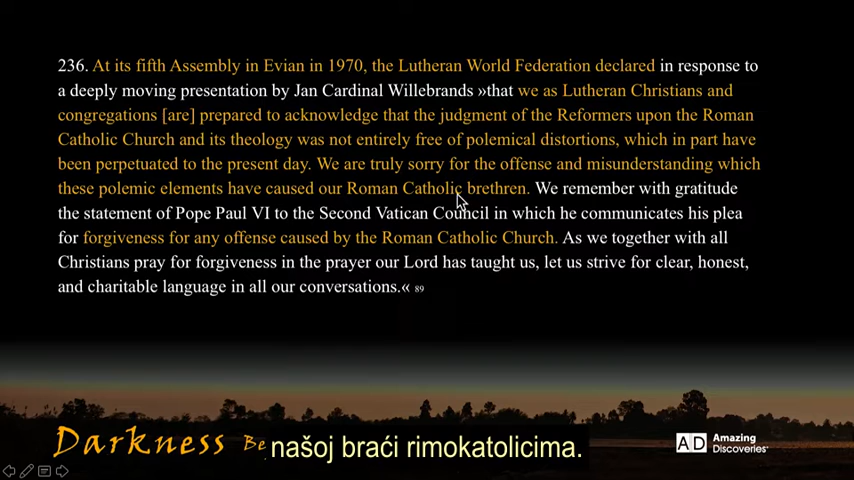 236. At its fifth Assembly in Evian in 1970, the Lutheran World Federation declared in response to
a deeply moving presentation by Jan Cardinal Willebrands »that we as Lutheran Christians and
congregations [are] prepared to acknowledge that the judgment of the Reformers upon the Roman
Catholic Church and its theology was not entirely free of polemical distortions, which in part have
been perpetuated to the present day. We are truly sorry for the offense and misunderstanding which
these polemic elements have caused our Roman Catholic brethren. We remember with gratitude
the statement of Pope Paul VI to the Second Vatican Council in which he communicates his plea
for forgiveness for any offense caused by the Roman Catholic Church. As we together with all
Christians pray for forgiveness in the prayer our Lord has taught us, let us strive for clear, honest,
and charitable language in all our conversations.« 89
Darkness Be
našoj braći rimokatolicima.
AD Amazing
Discoveries